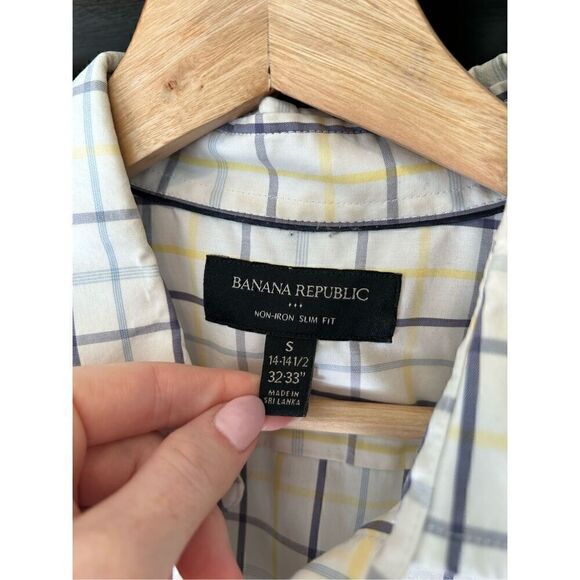 BANANA REPUBLIC
NON-IRON SLIM FIT
S
14-14 1/2
32-33"
MADE IN
SRI LANKA